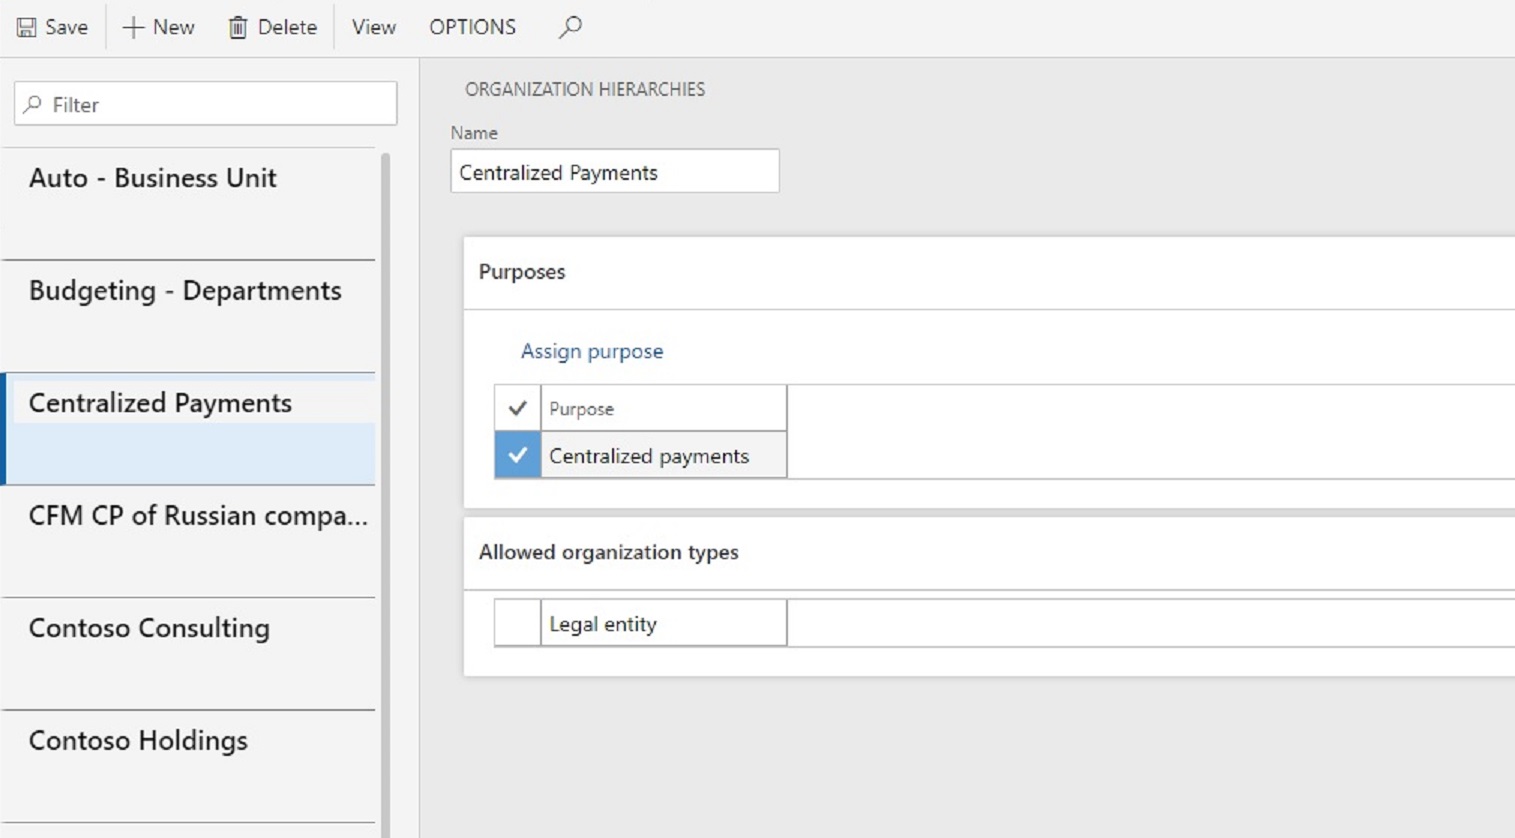 Save New Delete View OPTIONS
Filter
Auto - Business Unit
Budgeting - Departments
Centralized Payments
CFM CP of Russian compa...
Contoso Consulting
Contoso Holdings
ORGANIZATION HIERARCHIES
Name
Centralized Payments
Purposes
Assign purpose
Purpose
Centralized payments
Allowed organization types
Legal entity